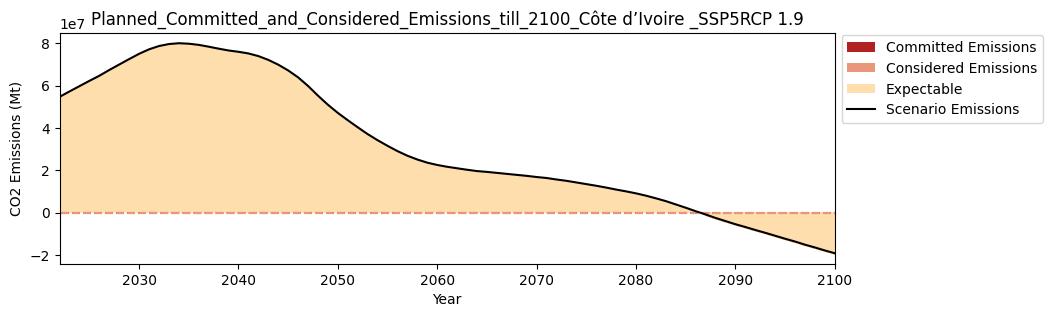 Planned_Committed_and_Considered_Emissions_till_2100_Côte d’Ivoire _SSP5RCP 1.9
1e7
CO2 Emissions (Mt)
8
6
4
2
0
−2
2030 2040 2050 2060 2070 2080 2090 2100
Year
Committed Emissions
Considered Emissions
Expectable
Scenario Emissions